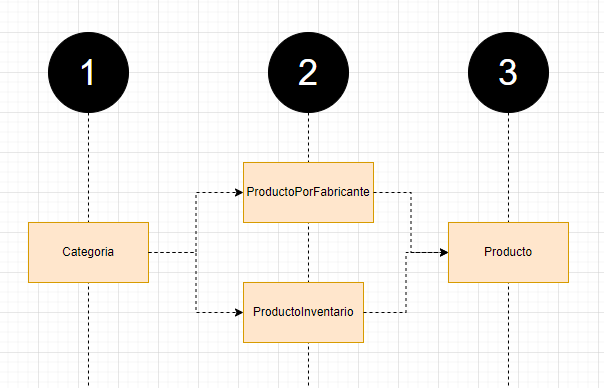 1
2
3
ProductoPorFabricante
Categoria
Producto
ProductoInventario